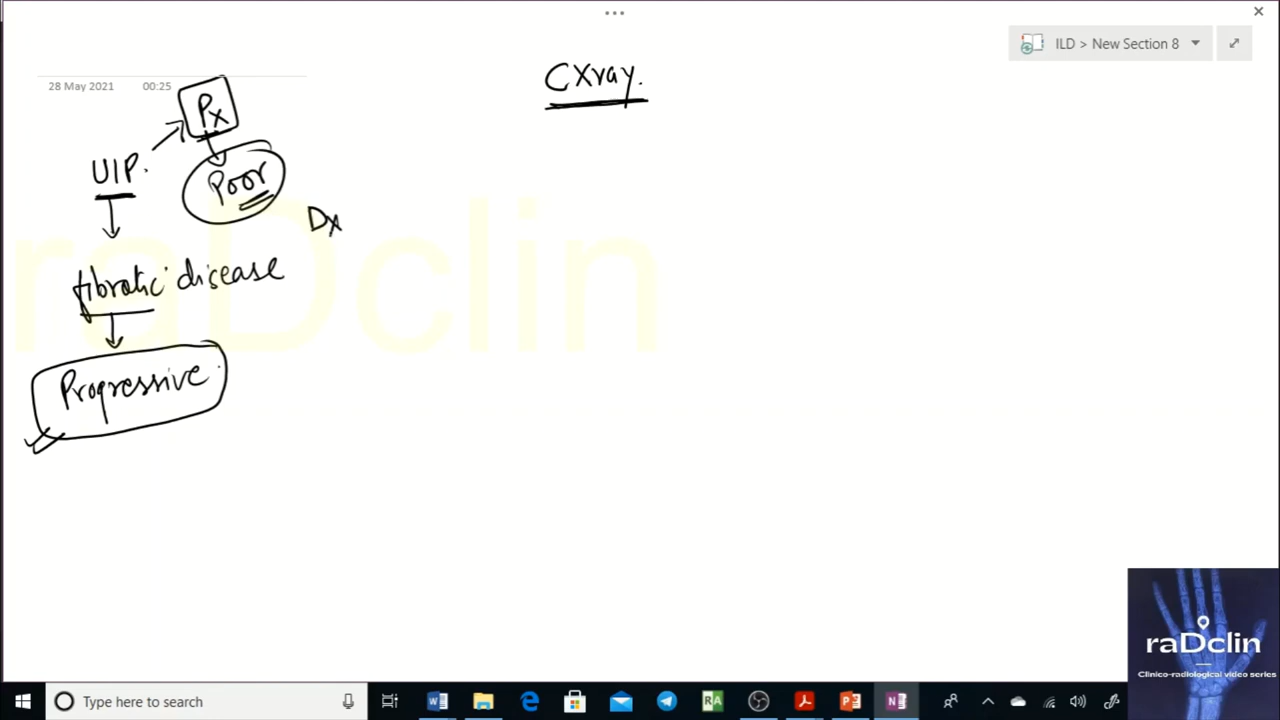 ILD > New Section 8
28 May 2021 00:25
CXray.
Px
UIP.
Poor
Dx
fibrotic disease
Progressive
raDclin
raDclin
Clinico-radiological video series
Type here to search